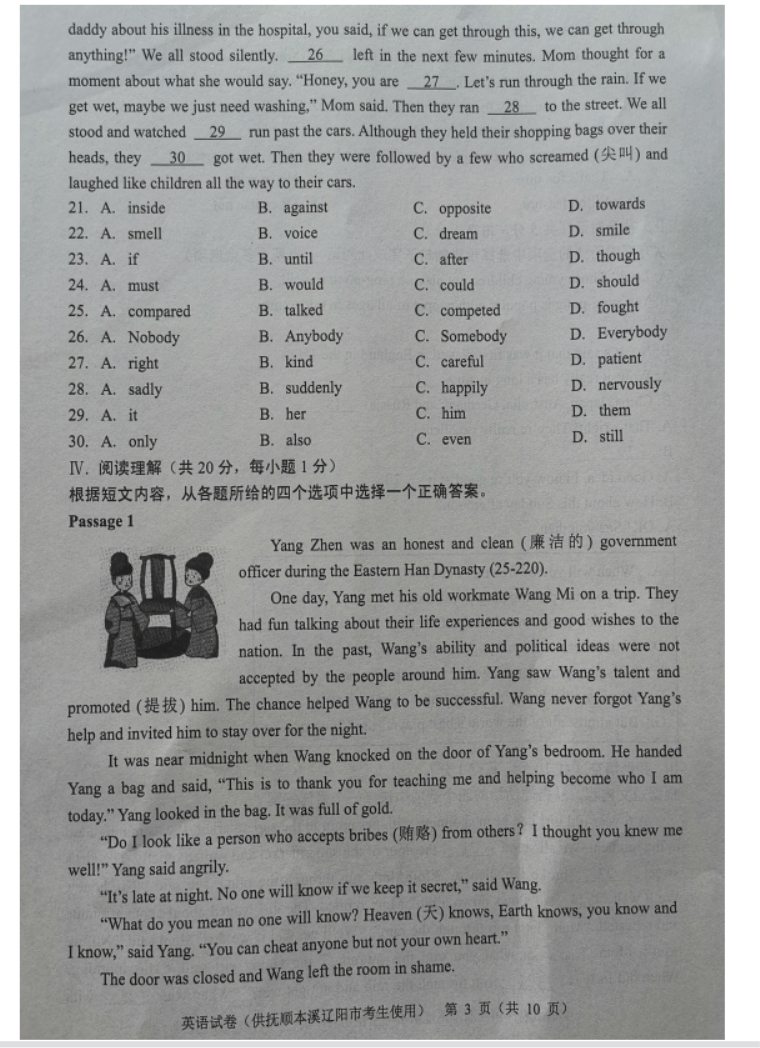 daddy about his illness in the hospital, you said, if we can get through this, we can get through
anything!” We all stood silently. 26 left in the next few minutes. Mom thought for a
moment about what she would say. “Honey, you are 27 . Let’s run through the rain. If we
get wet, maybe we just need washing,” Mom said. Then they ran 28 to the street. We all
stood and watched 29 run past the cars. Although they held their shopping bags over their
heads, they 30 got wet. Then they were followed by a few who screamed (尖叫) and
laughed like children all the way to their cars.
21. A. inside B. against C. opposite D. towards
22. A. smell B. voice C. dream D. smile
23. A. if B. until C. after D. though
24. A. must B. would C. could D. should
25. A. compared B. talked C. competed D. fought
26. A. Nobody B. Anybody C. Somebody D. Everybody
27. A. right B. kind C. careful D. patient
28. A. sadly B. suddenly C. happily D. nervously
29. A. it B. her C. him D. them
30. A. only B. also C. even D. still
Ⅳ. 阅读理解（共 20 分，每小题 1 分）
根据短文内容，从各题所给的四个选项中选择一个正确答案。
Passage 1
Yang Zhen was an honest and clean (廉洁的) government
officer during the Eastern Han Dynasty (25-220).
One day, Yang met his old workmate Wang Mi on a trip. They
had fun talking about their life experiences and good wishes to the
nation. In the past, Wang’s ability and political ideas were not
accepted by the people around him. Yang saw Wang’s talent and
promoted (提拔) him. The chance helped Wang to be successful. Wang never forgot Yang’s
help and invited him to stay over for the night.
It was near midnight when Wang knocked on the door of Yang’s bedroom. He handed
Yang a bag and said, “This is to thank you for teaching me and helping become who I am
today.” Yang looked in the bag. It was full of gold.
“Do I look like a person who accepts bribes (贿赂) from others? I thought you knew me
well!” Yang said angrily.
“It’s late at night. No one will know if we keep it secret,” said Wang.
“What do you mean no one will know? Heaven (天) knows, Earth knows, you know and
I know,” said Yang. “You can cheat anyone but not your own heart.”
The door was closed and Wang left the room in shame.
英语试卷（供抚顺本溪辽阳市考生使用） 第 3 页（共 10 页）